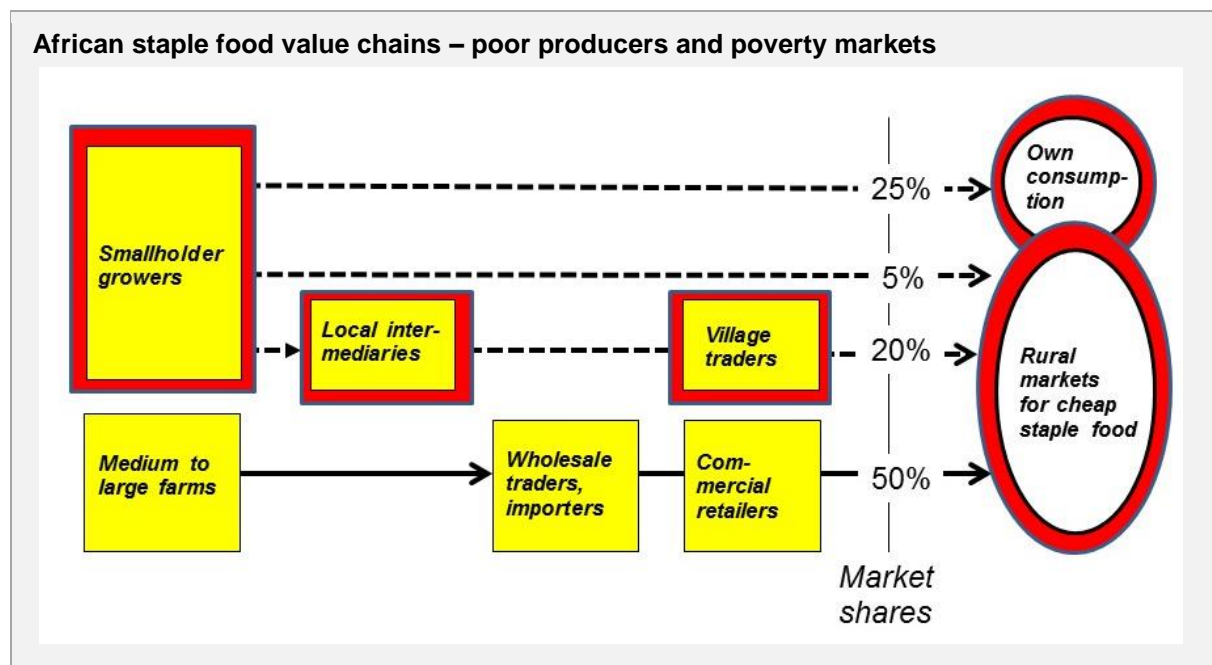 African staple food value chains – poor producers and poverty markets
Own
consump-
tion
25%
Smallholder
growers
5%
Local inter-
mediaries
Village
traders
20%
Rural
markets
for cheap
staple food
Medium to
large farms
Wholesale
traders,
importers
Com-
mercial
retailers
50%
Market
shares